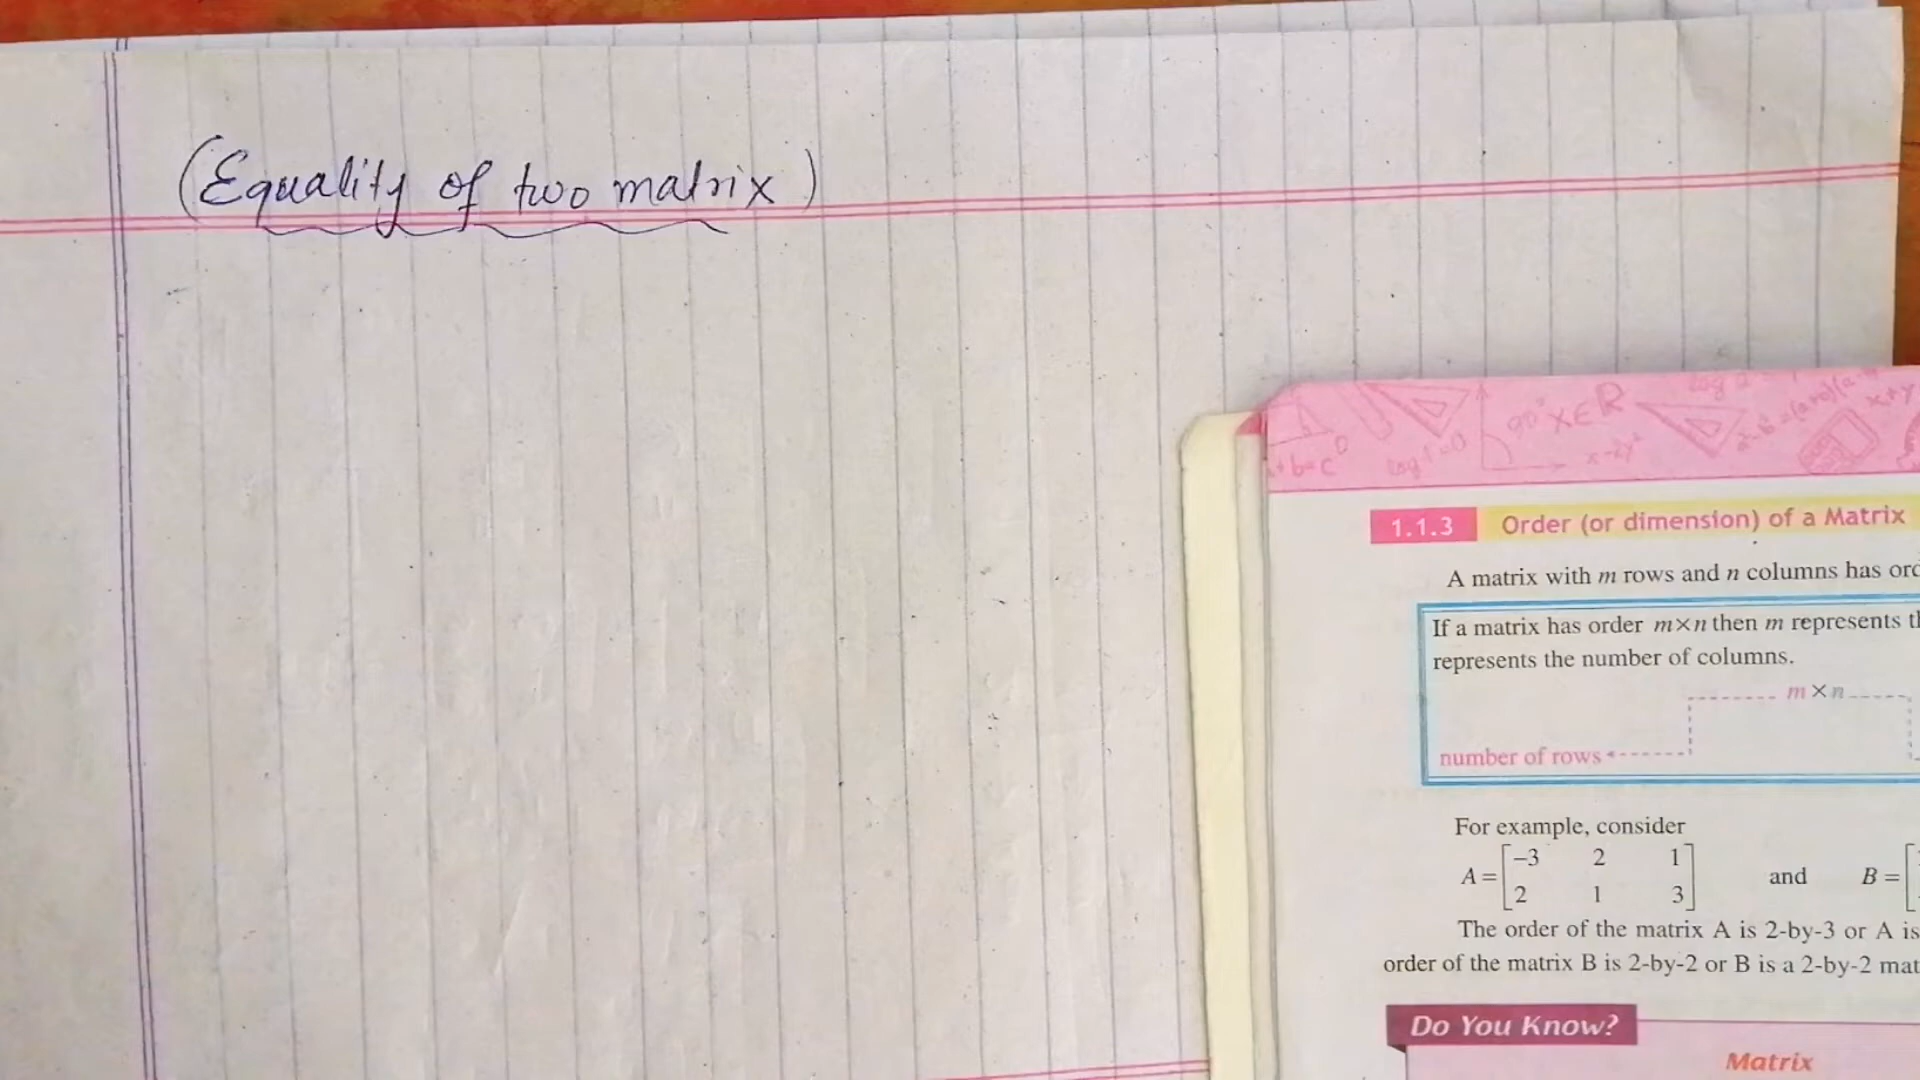 (Equality of two matrix)
+b=c
90° X∈R
1.1.3 Order (or dimension) of a Matrix
A matrix with m rows and n columns has
If a matrix has order m×n then m represents
represents the number of columns.
m × n
number of rows
For example, consider
A = [-3 2 1
2 1 3] and B = [
The order of the matrix A is 2-by-3 or A is
order of the matrix B is 2-by-2 or B is a 2-by-2 mat
Do You Know?
Matrix